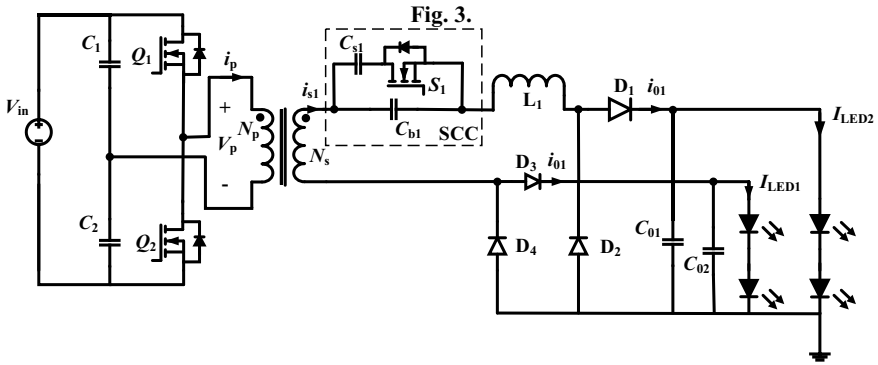 Fig. 3.
C1
Q1
ip
Cs1
S1
is1
Cb1
SCC
L1
D1
i01
ILED2
Vin
+
Np
Vp
-
Ns
D3
i01
ILED1
C2
Q2
D4
D2
C01
C02